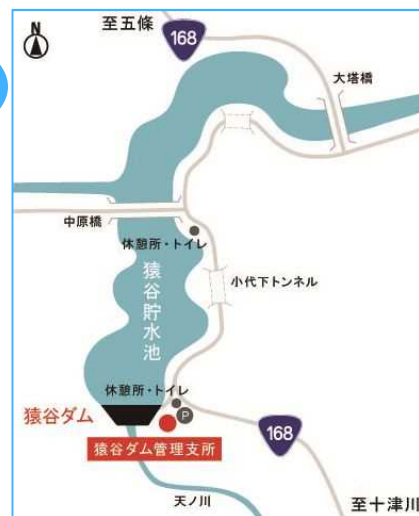 N
至五條
168
大塔橋
中原橋
休憩所・トイレ
小代下トンネル
猿谷貯水池
休憩所・トイレ
猿谷ダム
P
猿谷ダム管理支所
168
天ノ川
至十津川